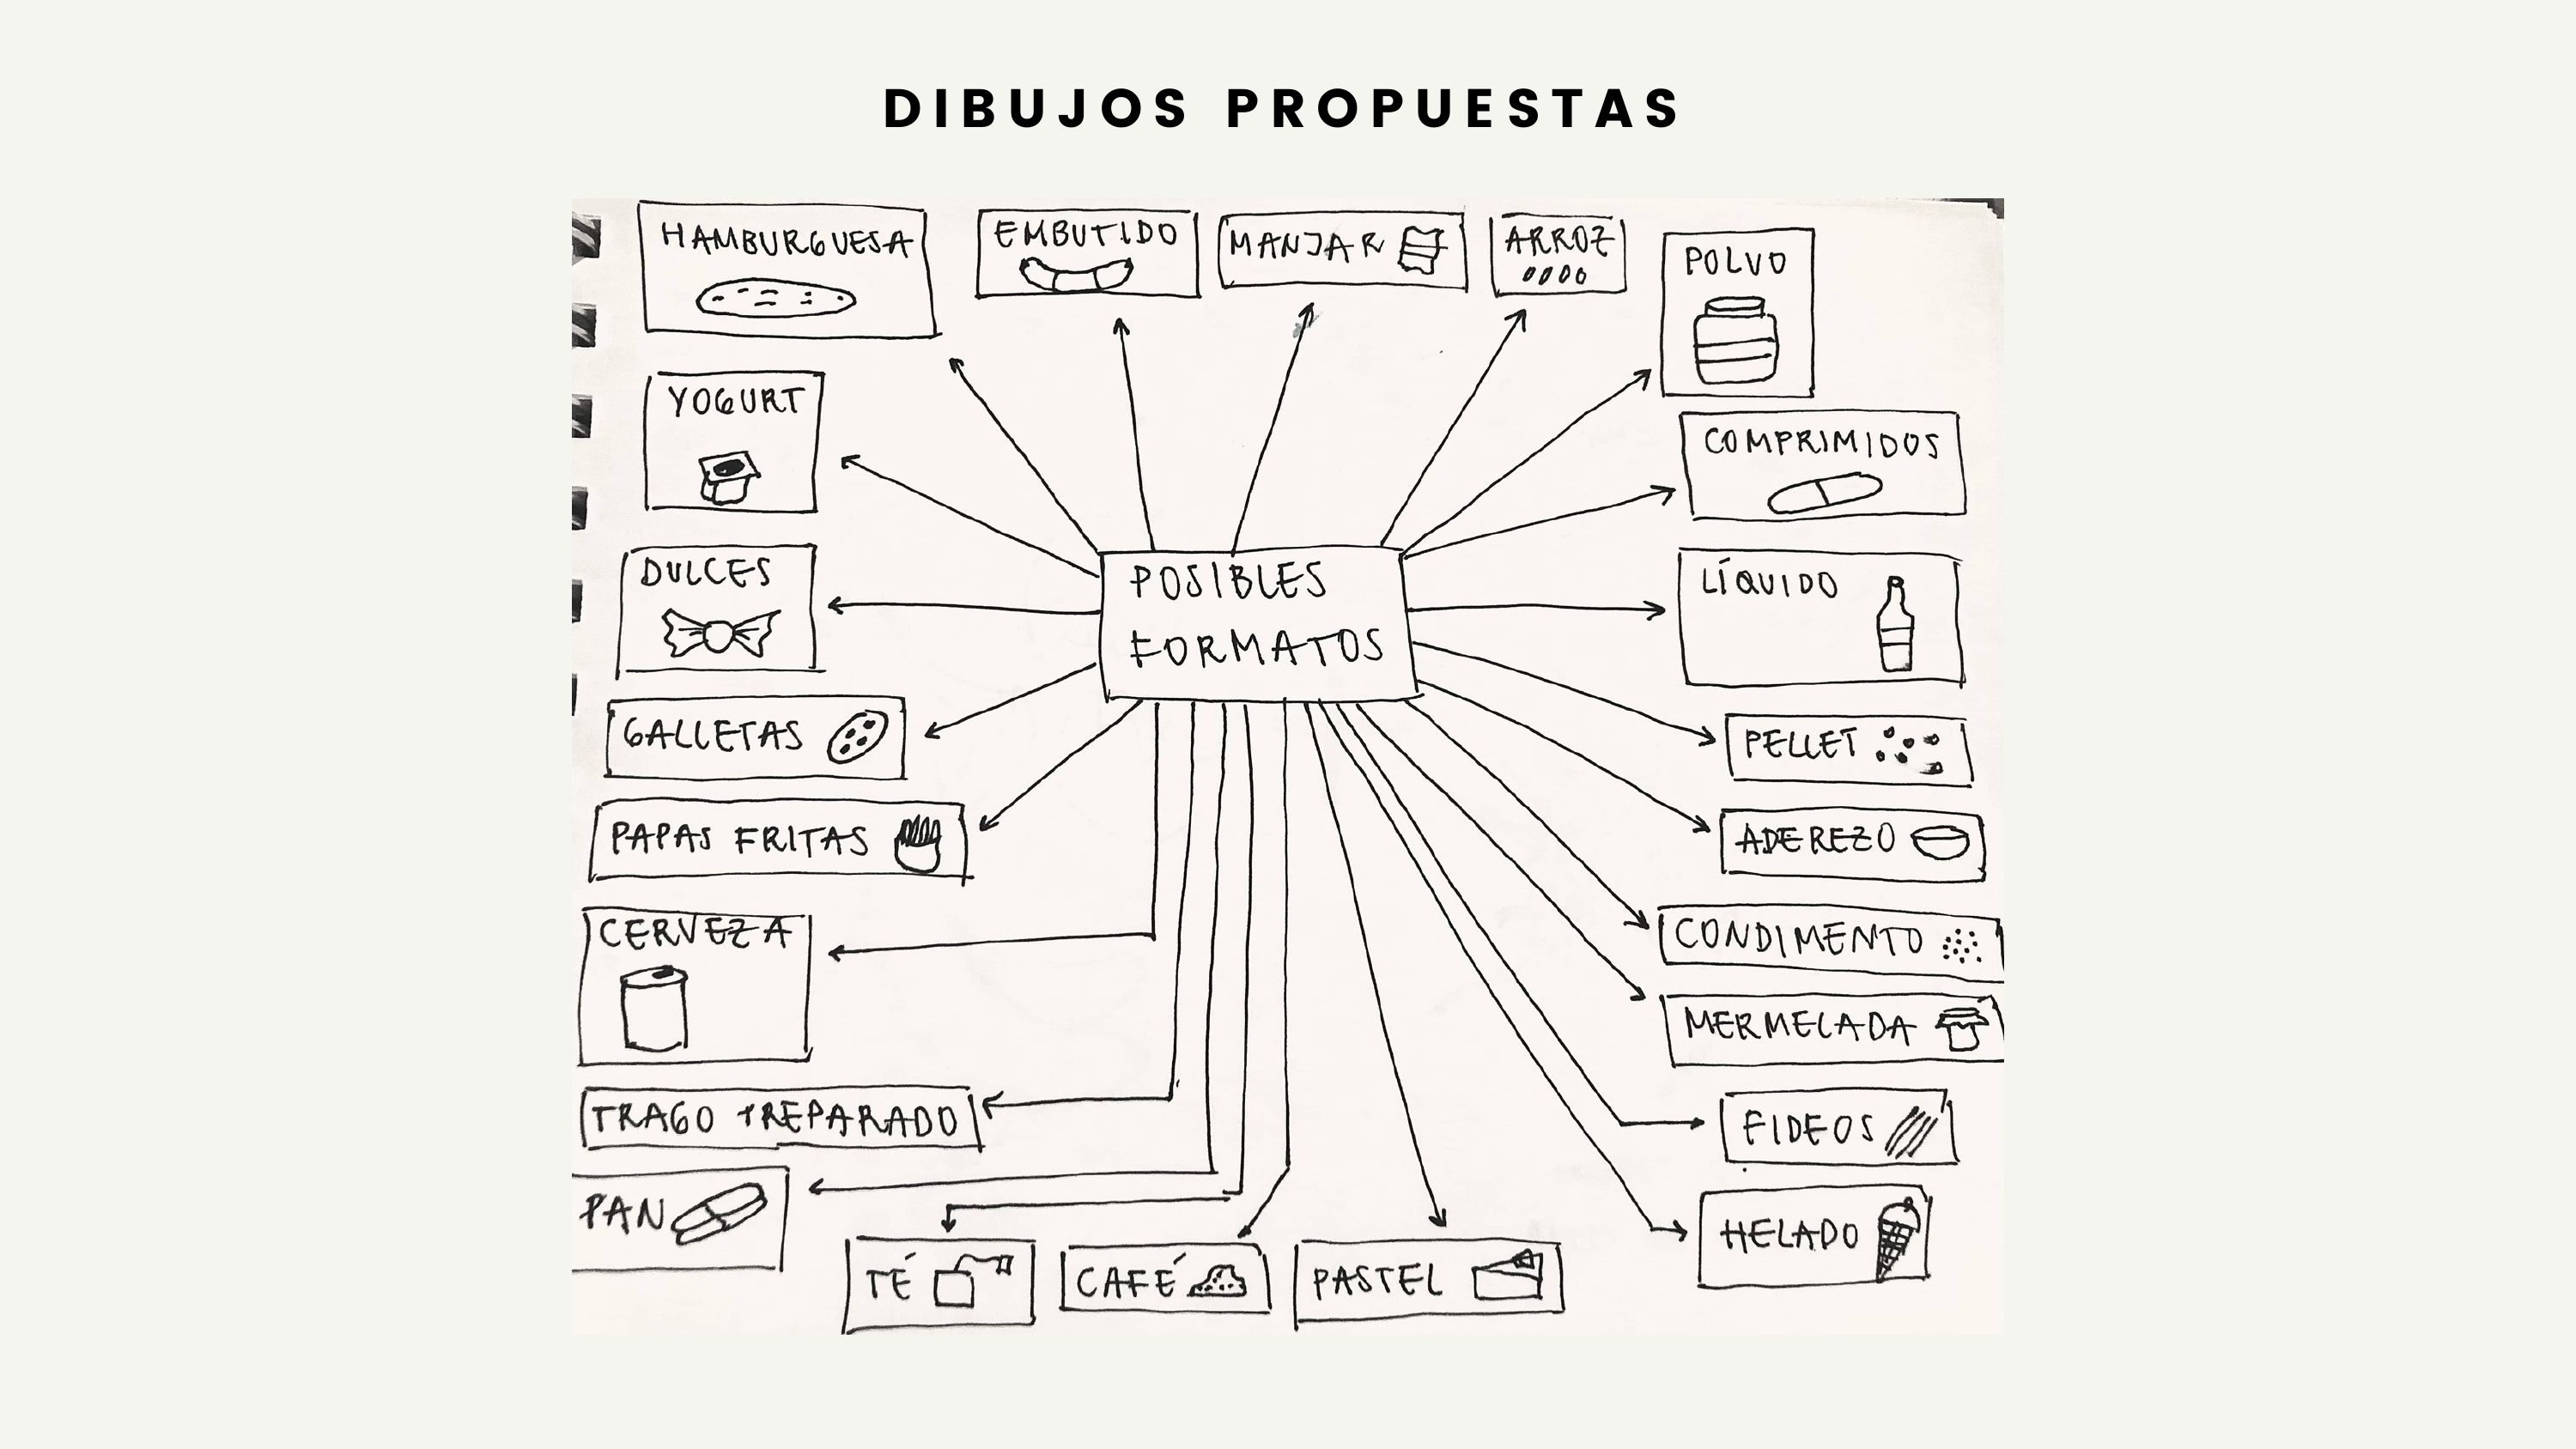 DIBUJOS PROPUESTAS
HAMBURGUESA
EMBUTIDO
MANJAR
ARROZ
POLVO
YOGURT
COMPRIMIDOS
DULCES
POSIBLES
FORMATOS
LÍQUIDO
GALLETAS
PELLET
PAPAS FRITAS
ADEREZO
CERVEZA
CONDIMENTO
MERMELADA
TRAGO PREPARADO
FIDEOS
PAN
HELADO
TÉ
CAFÉ
PASTEL